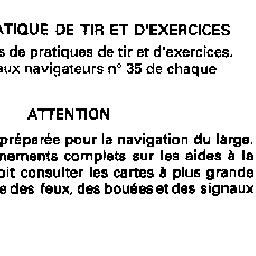 ATIQUE DE TIR ET D'EXERCICES
s de pratiques de tir et d'exercices,
aux navigateurs n° 35 de chaque
ATTENTION
préparée pour la navigation du large.
nements complets sur les aides à la
oit consulter les cartes à plus grande
e des feux, des bouées et des signaux